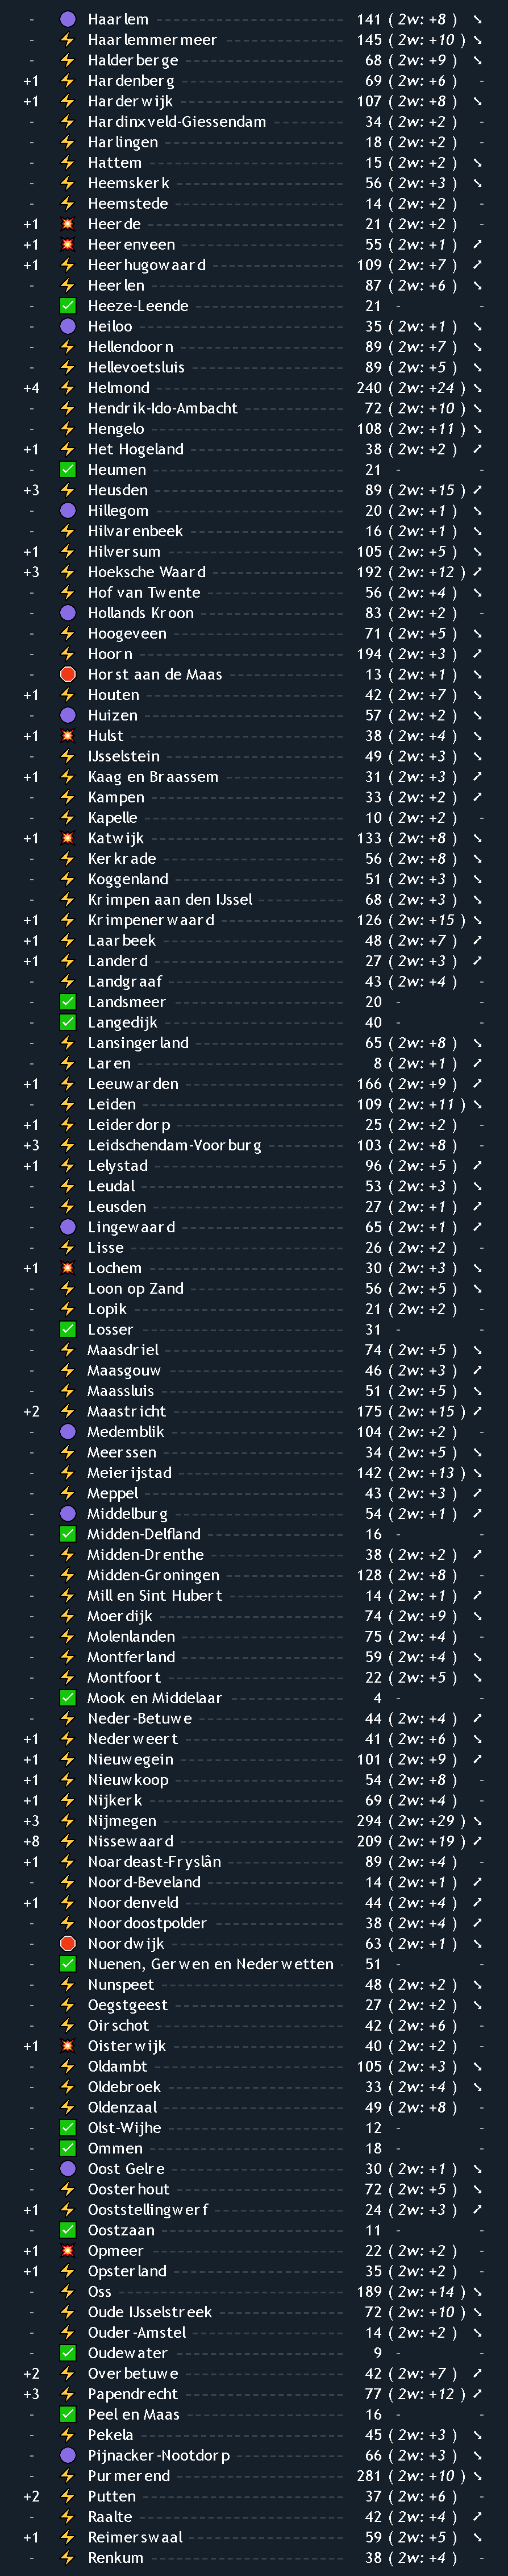 - Haarlem 141 ( 2w: +8 ) ↘
- Haarlemmermeer 145 ( 2w: +10 ) ↘
- Halderberge 68 ( 2w: +9 ) ↘
+1 Hardenberg 69 ( 2w: +6 ) -
+1 Harderwijk 107 ( 2w: +8 ) ↘
- Hardinxveld-Giessendam 34 ( 2w: +2 ) -
- Harlingen 18 ( 2w: +2 ) -
- Hattem 15 ( 2w: +2 ) ↘
- Heemskerk 56 ( 2w: +3 ) ↘
- Heemstede 14 ( 2w: +2 ) -
+1 Heerde 21 ( 2w: +2 ) -
+1 Heerenveen 55 ( 2w: +1 ) ↗
+1 Heerhugowaard 109 ( 2w: +7 ) ↗
- Heerlen 87 ( 2w: +6 ) ↘
- Heeze-Leende 21 - -
- Heiloo 35 ( 2w: +1 ) ↘
- Hellendoorn 89 ( 2w: +7 ) ↘
- Hellevoetsluis 89 ( 2w: +5 ) ↘
+4 Helmond 240 ( 2w: +24 ) ↘
- Hendrik-Ido-Ambacht 72 ( 2w: +10 ) ↘
- Hengelo 108 ( 2w: +11 ) ↘
+1 Het Hogeland 38 ( 2w: +2 ) ↗
- Heumen 21 - -
+3 Heusden 89 ( 2w: +15 ) ↗
- Hillegom 20 ( 2w: +1 ) ↘
- Hilvarenbeek 16 ( 2w: +1 ) ↘
+1 Hilversum 105 ( 2w: +5 ) ↘
+3 Hoeksche Waard 192 ( 2w: +12 ) ↗
- Hof van Twente 56 ( 2w: +4 ) ↘
- Hollands Kroon 83 ( 2w: +2 ) -
- Hoogeveen 71 ( 2w: +5 ) ↘
- Hoorn 194 ( 2w: +3 ) ↗
- Horst aan de Maas 13 ( 2w: +1 ) ↘
+1 Houten 42 ( 2w: +7 ) ↘
- Huizen 57 ( 2w: +2 ) ↘
+1 Hulst 38 ( 2w: +4 ) ↘
- IJsselstein 49 ( 2w: +3 ) ↘
+1 Kaag en Braassem 31 ( 2w: +3 ) ↗
- Kampen 33 ( 2w: +2 ) ↗
- Kapelle 10 ( 2w: +2 ) -
+1 Katwijk 133 ( 2w: +8 ) ↘
- Kerkrade 56 ( 2w: +8 ) ↘
- Koggenland 51 ( 2w: +3 ) ↘
- Krimpen aan den IJssel 68 ( 2w: +3 ) ↘
+1 Krimpenerwaard 126 ( 2w: +15 ) ↘
+1 Laarbeek 48 ( 2w: +7 ) ↗
+1 Landerd 27 ( 2w: +3 ) ↗
- Landgraaf 43 ( 2w: +4 ) -
- Landsmeer 20 - -
- Langedijk 40 - -
- Lansingerland 65 ( 2w: +8 ) ↘
- Laren 8 ( 2w: +1 ) ↗
+1 Leeuwarden 166 ( 2w: +9 ) ↗
- Leiden 109 ( 2w: +11 ) ↘
+1 Leiderdorp 25 ( 2w: +2 ) -
+3 Leidschendam-Voorburg 103 ( 2w: +8 ) -
+1 Lelystad 96 ( 2w: +5 ) ↗
- Leudal 53 ( 2w: +3 ) ↘
- Leusden 27 ( 2w: +1 ) ↗
- Lingewaard 65 ( 2w: +1 ) ↗
- Lisse 26 ( 2w: +2 ) -
+1 Lochem 30 ( 2w: +3 ) ↘
- Loon op Zand 56 ( 2w: +5 ) ↘
- Lopik 21 ( 2w: +2 ) -
- Losser 31 - -
- Maasdriel 74 ( 2w: +5 ) ↘
- Maasgouw 46 ( 2w: +3 ) ↗
- Maassluis 51 ( 2w: +5 ) ↘
+2 Maastricht 175 ( 2w: +15 ) ↗
- Medemblik 104 ( 2w: +2 ) -
- Meerssen 34 ( 2w: +5 ) ↘
- Meierijstad 142 ( 2w: +13 ) ↘
- Meppel 43 ( 2w: +3 ) ↗
- Middelburg 54 ( 2w: +1 ) ↗
- Midden-Delfland 16 - -
- Midden-Drenthe 38 ( 2w: +2 ) ↗
- Midden-Groningen 128 ( 2w: +8 ) -
- Mill en Sint Hubert 14 ( 2w: +1 ) ↗
- Moerdijk 74 ( 2w: +9 ) ↘
- Molenlanden 75 ( 2w: +4 ) -
- Montferland 59 ( 2w: +4 ) ↘
- Montfoort 22 ( 2w: +5 ) ↘
- Mook en Middelaar 4 - -
- Neder-Betuwe 44 ( 2w: +4 ) ↗
+1 Nederweert 41 ( 2w: +6 ) ↘
+1 Nieuwegein 101 ( 2w: +9 ) ↗
+1 Nieuwkoop 54 ( 2w: +8 ) -
+1 Nijkerk 69 ( 2w: +4 ) -
+3 Nijmegen 294 ( 2w: +29 ) ↘
+8 Nissewaard 209 ( 2w: +19 ) ↗
+1 Noardeast-Fryslân 89 ( 2w: +4 ) -
- Noord-Beveland 14 ( 2w: +1 ) ↗
+1 Noordenveld 44 ( 2w: +4 ) ↗
- Noordoostpolder 38 ( 2w: +4 ) ↗
- Noordwijk 63 ( 2w: +1 ) ↘
- Nuenen, Gerwen en Nederwetten 51 - -
- Nunspeet 48 ( 2w: +2 ) ↘
- Oegstgeest 27 ( 2w: +2 ) ↘
- Oirschot 42 ( 2w: +6 ) -
+1 Oisterwijk 40 ( 2w: +2 ) -
- Oldambt 105 ( 2w: +3 ) ↘
- Oldebroek 33 ( 2w: +4 ) ↘
- Oldenzaal 49 ( 2w: +8 ) -
- Olst-Wijhe 12 - -
- Ommen 18 - -
- Oost Gelre 30 ( 2w: +1 ) ↘
- Oosterhout 72 ( 2w: +5 ) ↘
+1 Ooststellingwerf 24 ( 2w: +3 ) ↗
- Oostzaan 11 - -
+1 Opmeer 22 ( 2w: +2 ) -
+1 Opsterland 35 ( 2w: +2 ) -
- Oss 189 ( 2w: +14 ) ↘
- Oude IJsselstreek 72 ( 2w: +10 ) ↘
- Ouder-Amstel 14 ( 2w: +2 ) ↘
- Oudewater 9 - -
+2 Overbetuwe 42 ( 2w: +7 ) ↗
+3 Papendrecht 77 ( 2w: +12 ) ↗
- Peel en Maas 16 - -
- Pekela 45 ( 2w: +3 ) ↘
- Pijnacker-Nootdorp 66 ( 2w: +3 ) ↘
- Purmerend 281 ( 2w: +10 ) ↘
+2 Putten 37 ( 2w: +6 ) -
- Raalte 42 ( 2w: +4 ) ↗
+1 Reimerswaal 59 ( 2w: +5 ) ↘
- Renkum 38 ( 2w: +4 ) -